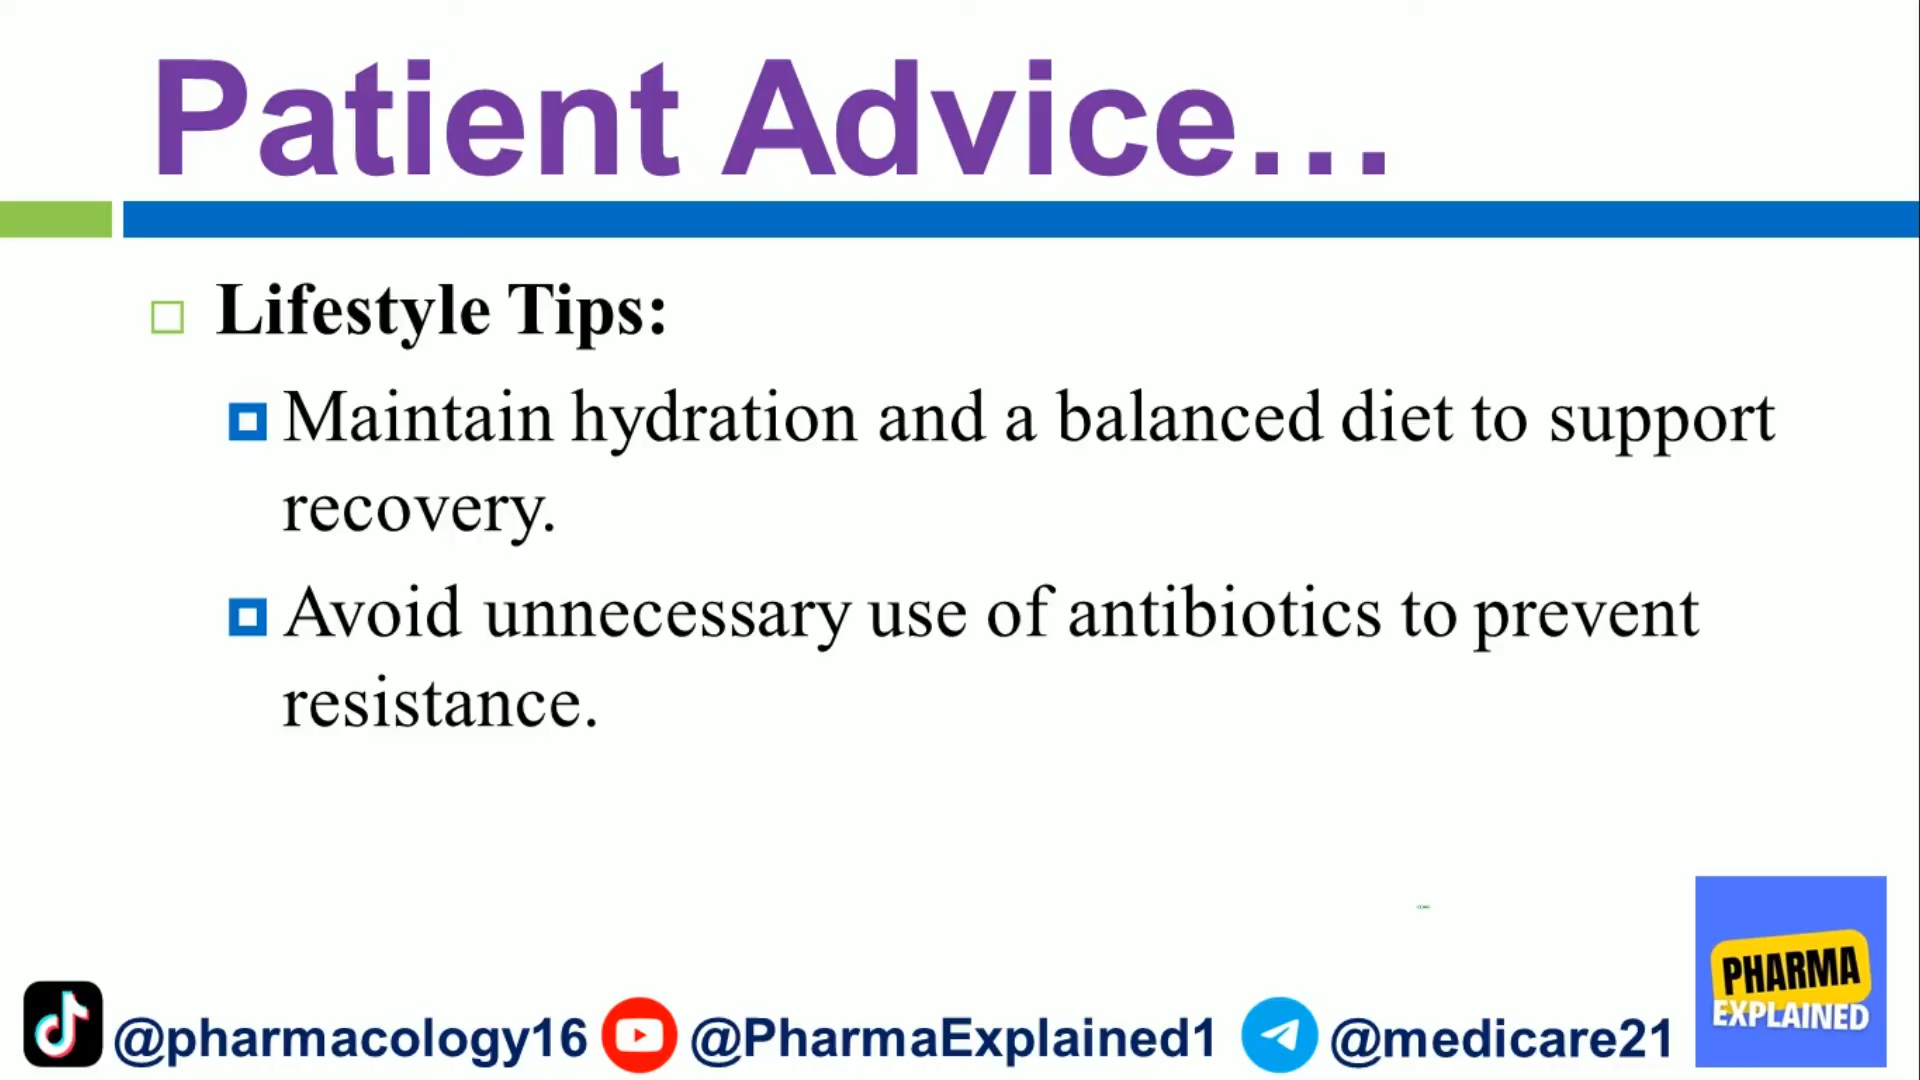 Patient Advice...
Lifestyle Tips:
Maintain hydration and a balanced diet to support
recovery.
Avoid unnecessary use of antibiotics to prevent
resistance.
PHARMA
EXPLAINED
@pharmacology16 @PharmaExplained1 @medicare21